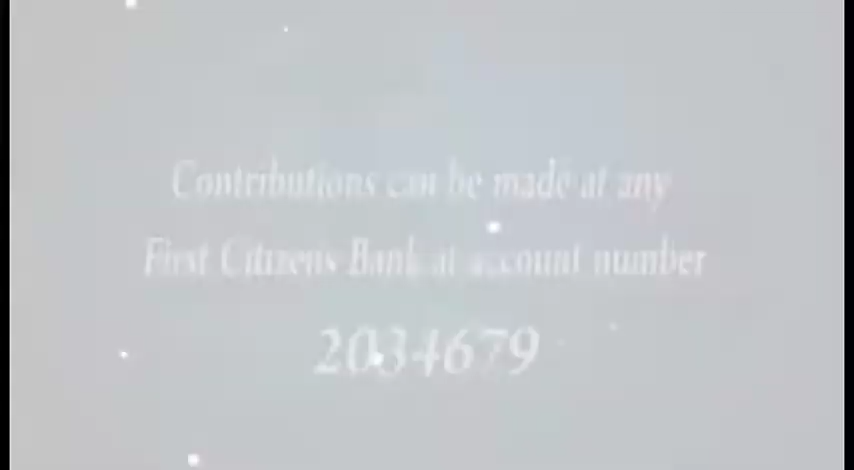 Contributions can be made at any
First Citizens Bank at account number
2034679